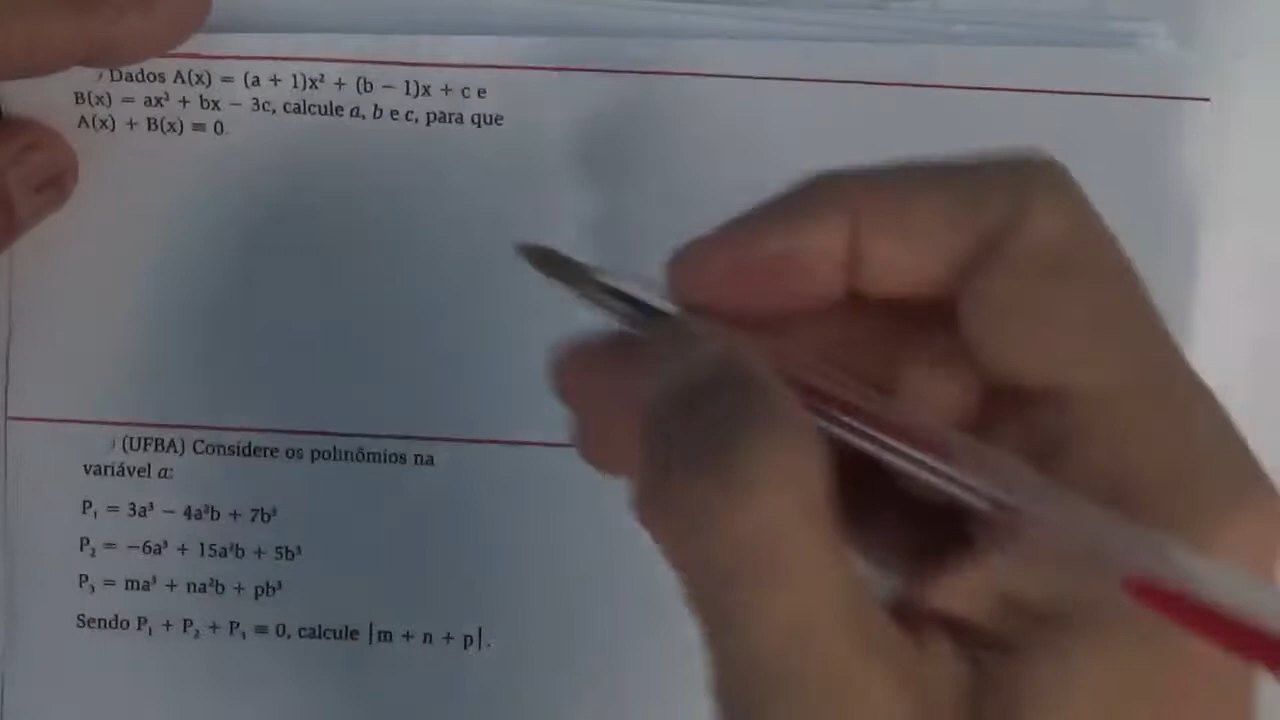 ) Dados A(x) = (a + 1)x² + (b − 1)x + c e
B(x) = ax² + bx − 3c, calcule a, b e c, para que
A(x) + B(x) ≡ 0.
) (UFBA) Considere os polinômios na
variável a:
P₁ = 3a³ − 4a²b + 7b³
P₂ = −6a³ + 15a²b + 5b³
P₃ = ma³ + na²b + pb³
Sendo P₁ + P₂ + P₃ ≡ 0, calcule |m + n + p|.